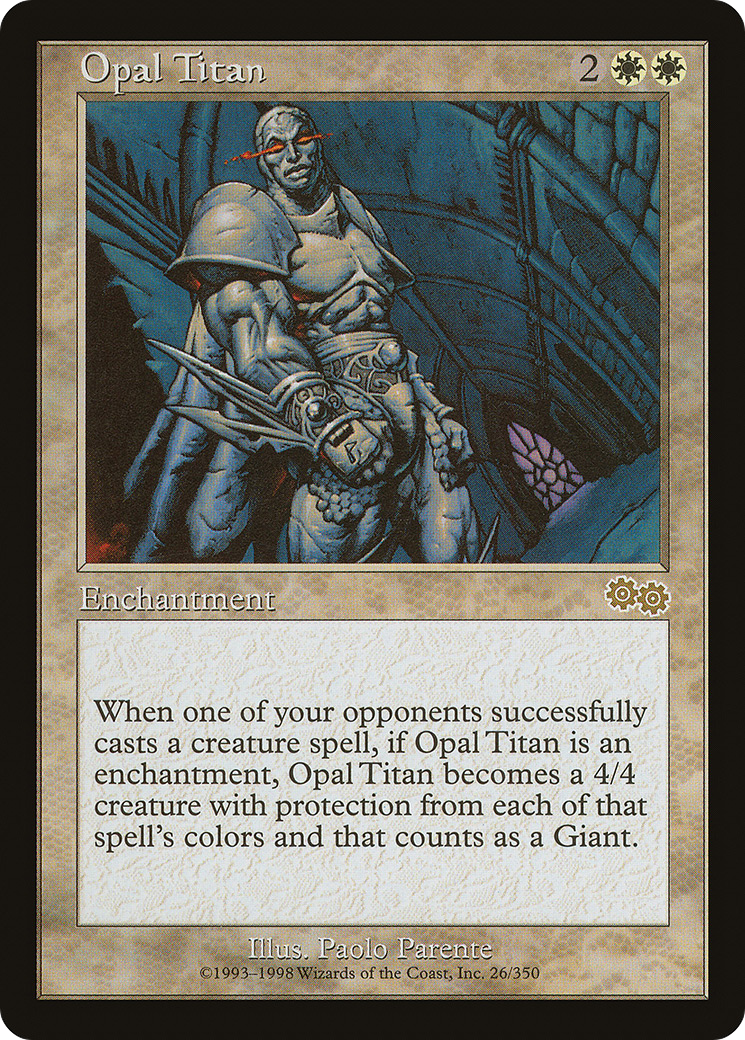 Opal Titan 2
Enchantment
When one of your opponents successfully
casts a creature spell, if Opal Titan is an
enchantment, Opal Titan becomes a 4/4
creature with protection from each of that
spell's colors and that counts as a Giant.
Illus. Paolo Parente
©1993–1998 Wizards of the Coast, Inc. 26/350